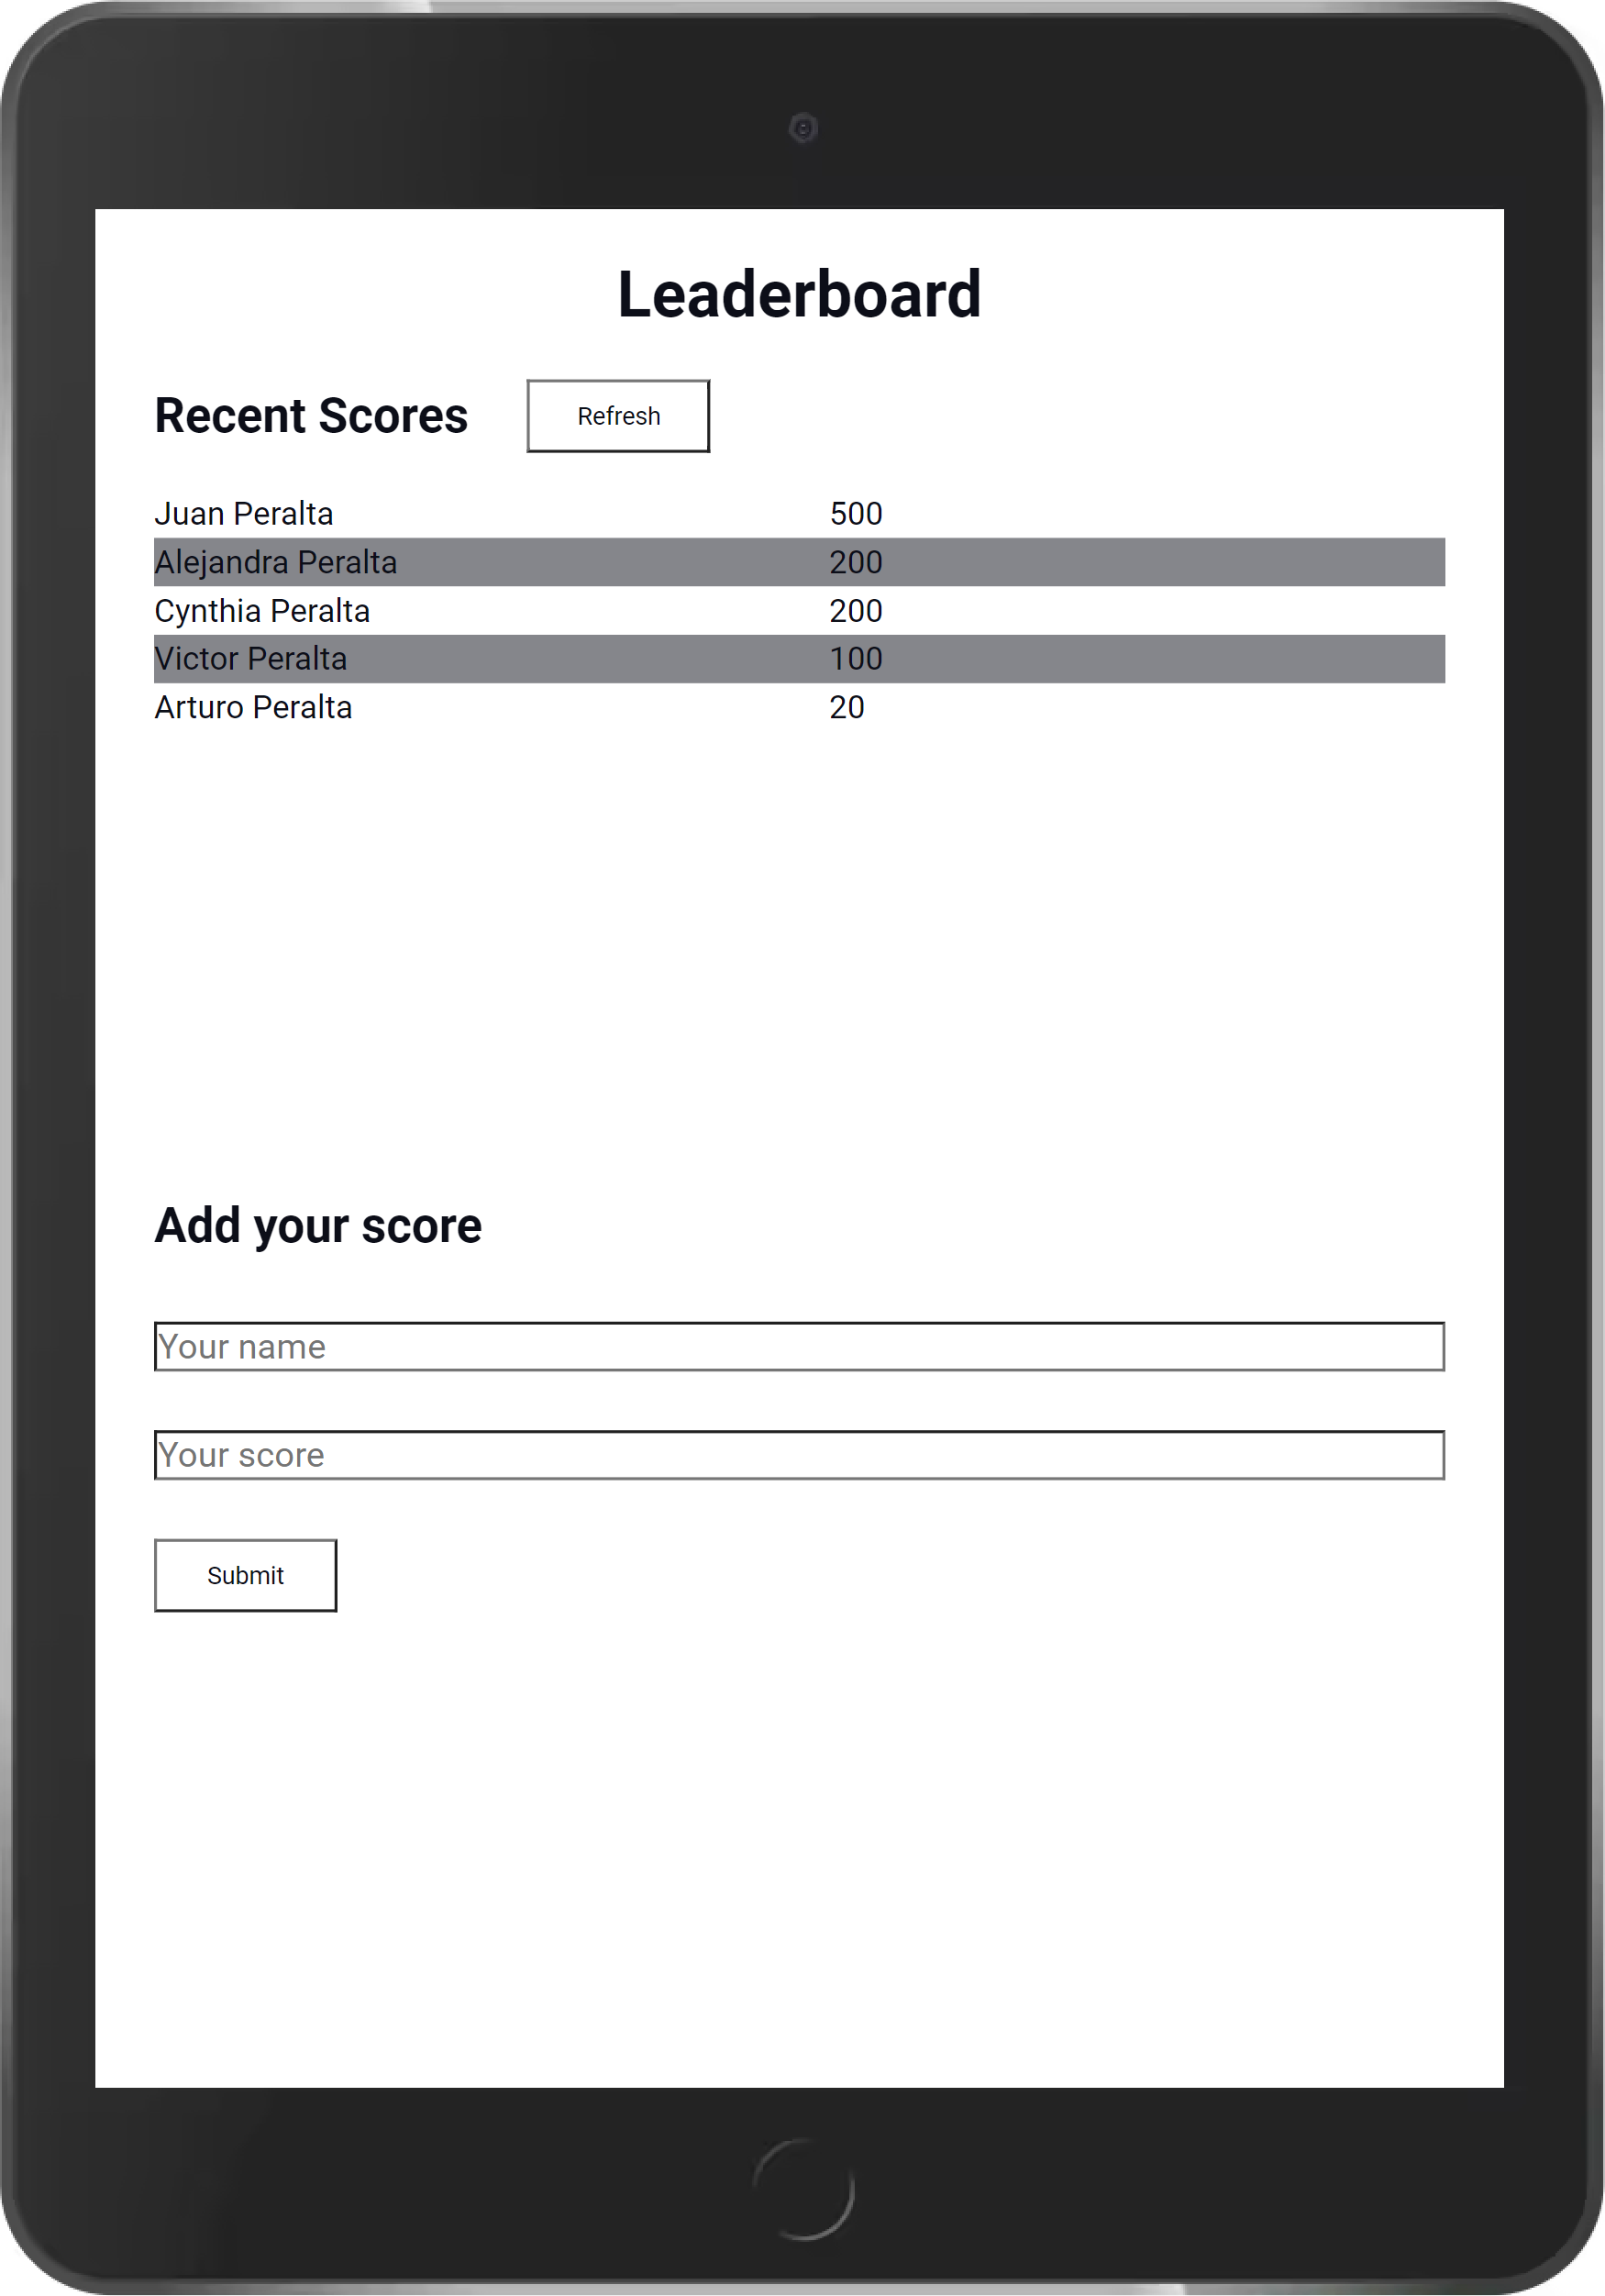 Leaderboard
Recent Scores Refresh
Juan Peralta 500
Alejandra Peralta 200
Cynthia Peralta 200
Victor Peralta 100
Arturo Peralta 20
Add your score
Your name
Your score
Submit